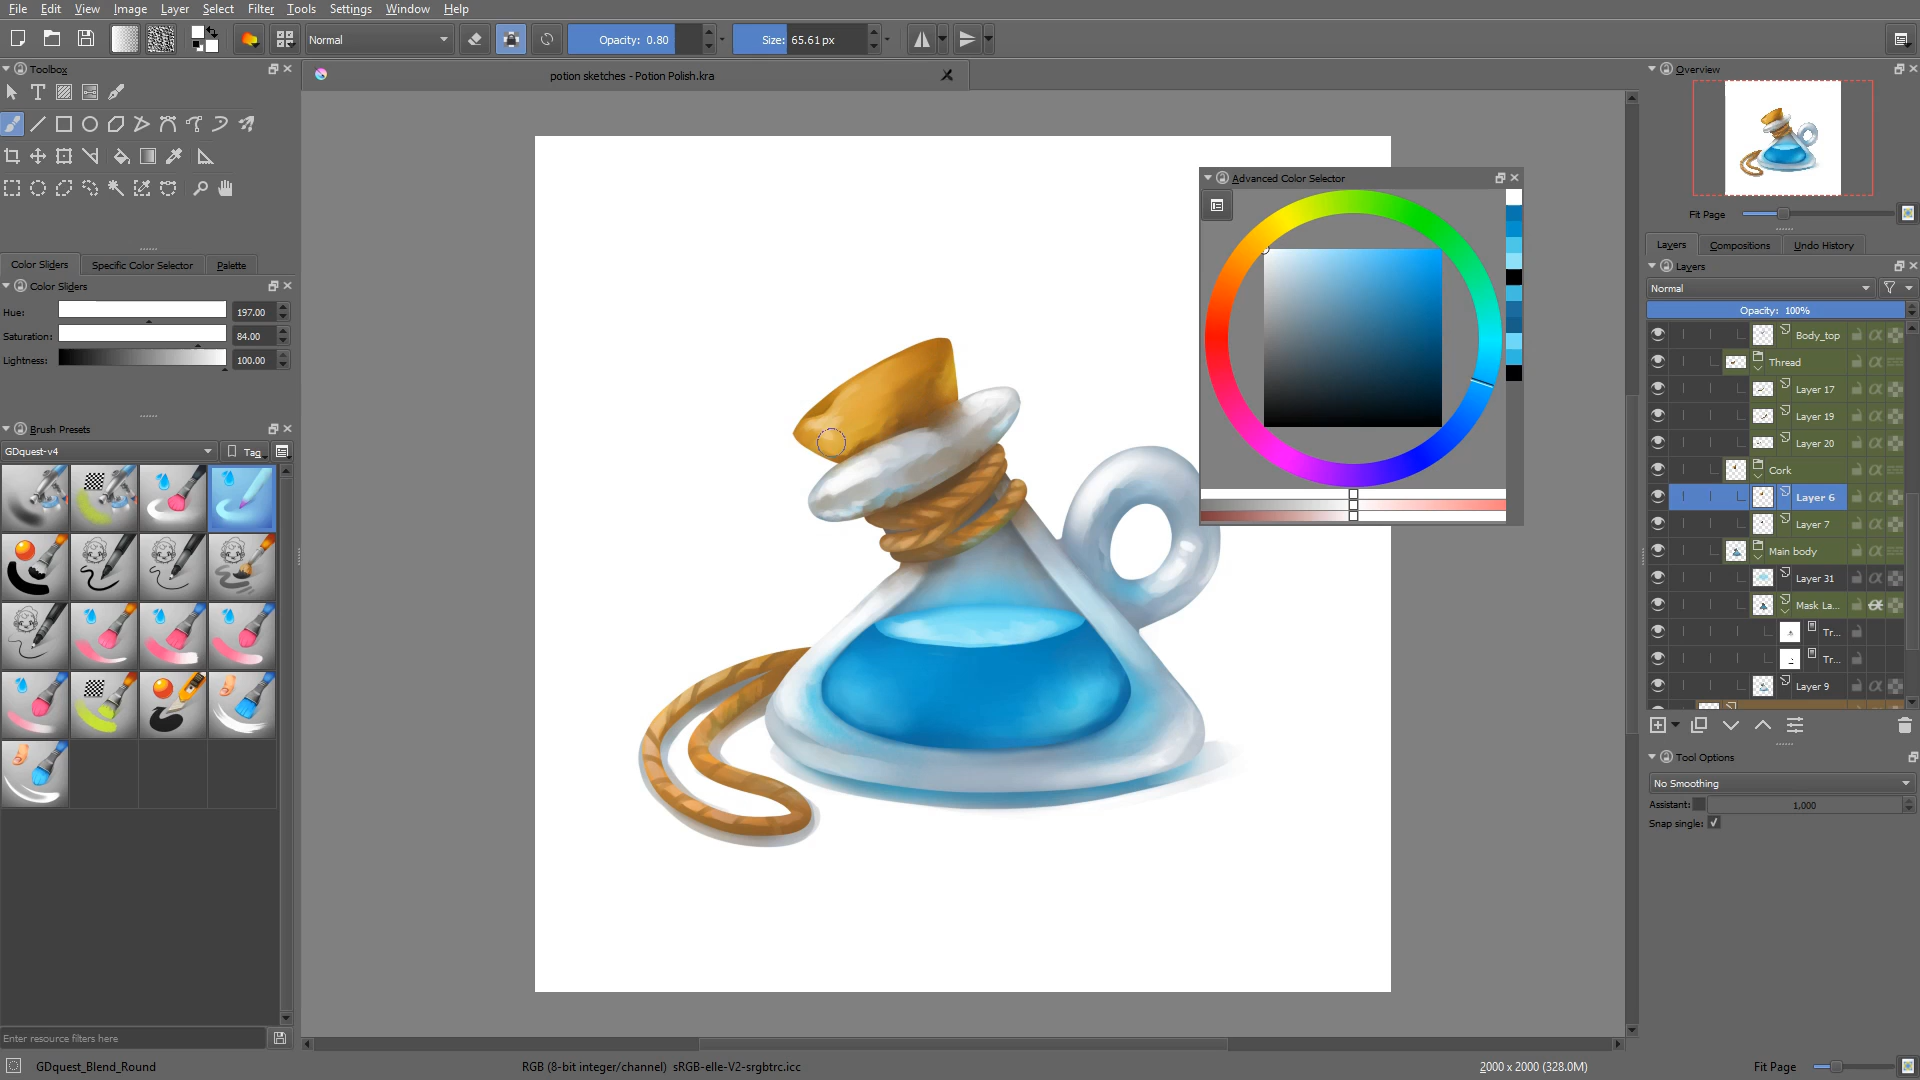 File Edit View Image Layer Select Filter Tools Settings Window Help
Normal
Opacity: 0.80
Size: 65.61 px
Toolbox
potion sketches - Potion Polish.kra
Overview
Fit Page
Color Sliders Specific Color Selector Palette
Color Sliders
Hue: 197.00
Saturation: 84.00
Lightness: 100.00
Brush Presets
GDquest-v4
Tag
Advanced Color Selector
Layers Compositions Undo History
Layers
Normal
Opacity: 100%
Body_top
Thread
Layer 17
Layer 19
Layer 20
Cork
Layer 6
Layer 7
Main body
Layer 31
Mask La...
Tr...
Tr...
Layer 9
Tool Options
No Smoothing
Assistant: 1,000
Snap single:
Enter resource filters here
GDquest_Blend_Round
RGB (8-bit integer/channel) sRGB-elle-V2-srgbtrc.icc
2000 x 2000 (328.0M)
Fit Page